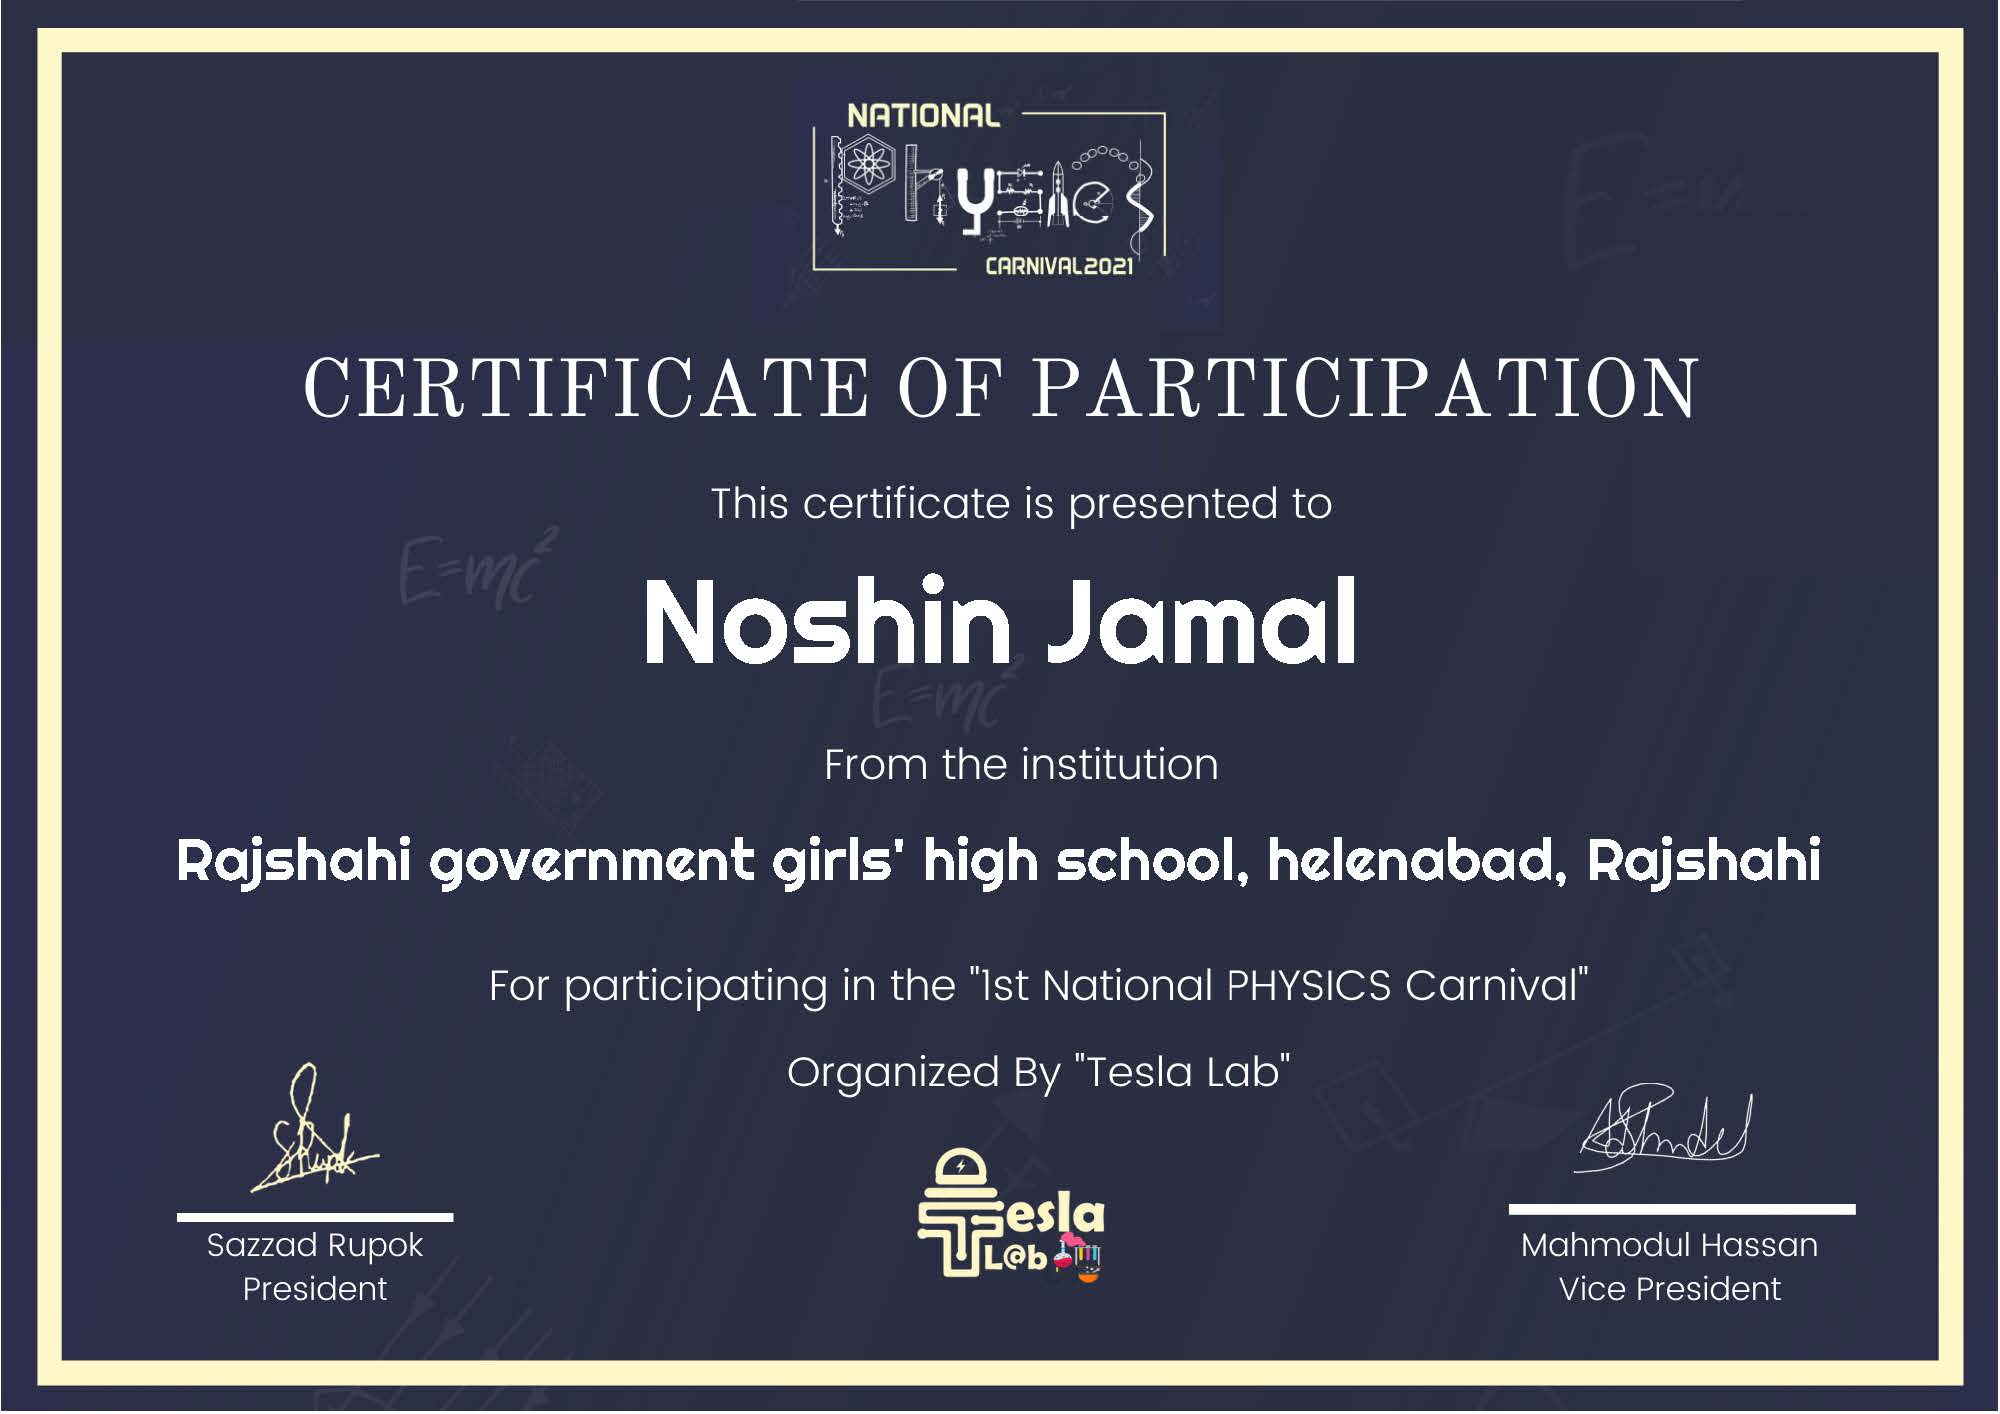 NATIONAL
Physics
CARNIVAL2021
CERTIFICATE OF PARTICIPATION
This certificate is presented to
E=mc²
Noshin Jamal
E=mc²
From the institution
Rajshahi government girls' high school, helenabad, Rajshahi
For participating in the "1st National PHYSICS Carnival"
Organized By "Tesla Lab"
Tesla
L@b
Sazzad Rupok
President
Mahmodul Hassan
Vice President